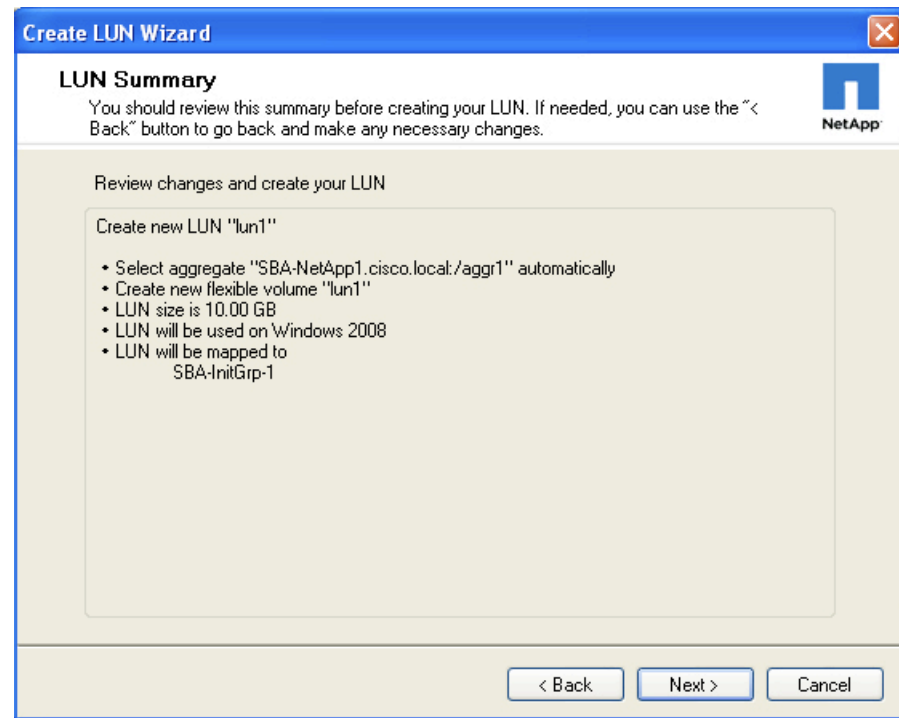 Create LUN Wizard
LUN Summary
You should review this summary before creating your LUN. If needed, you can use the "<
Back" button to go back and make any necessary changes.
NetApp
Review changes and create your LUN
Create new LUN "lun1"
• Select aggregate "SBA-NetApp1.cisco.local:/aggr1" automatically
• Create new flexible volume "lun1"
• LUN size is 10.00 GB
• LUN will be used on Windows 2008
• LUN will be mapped to
SBA-InitGrp-1
< Back
Next >
Cancel